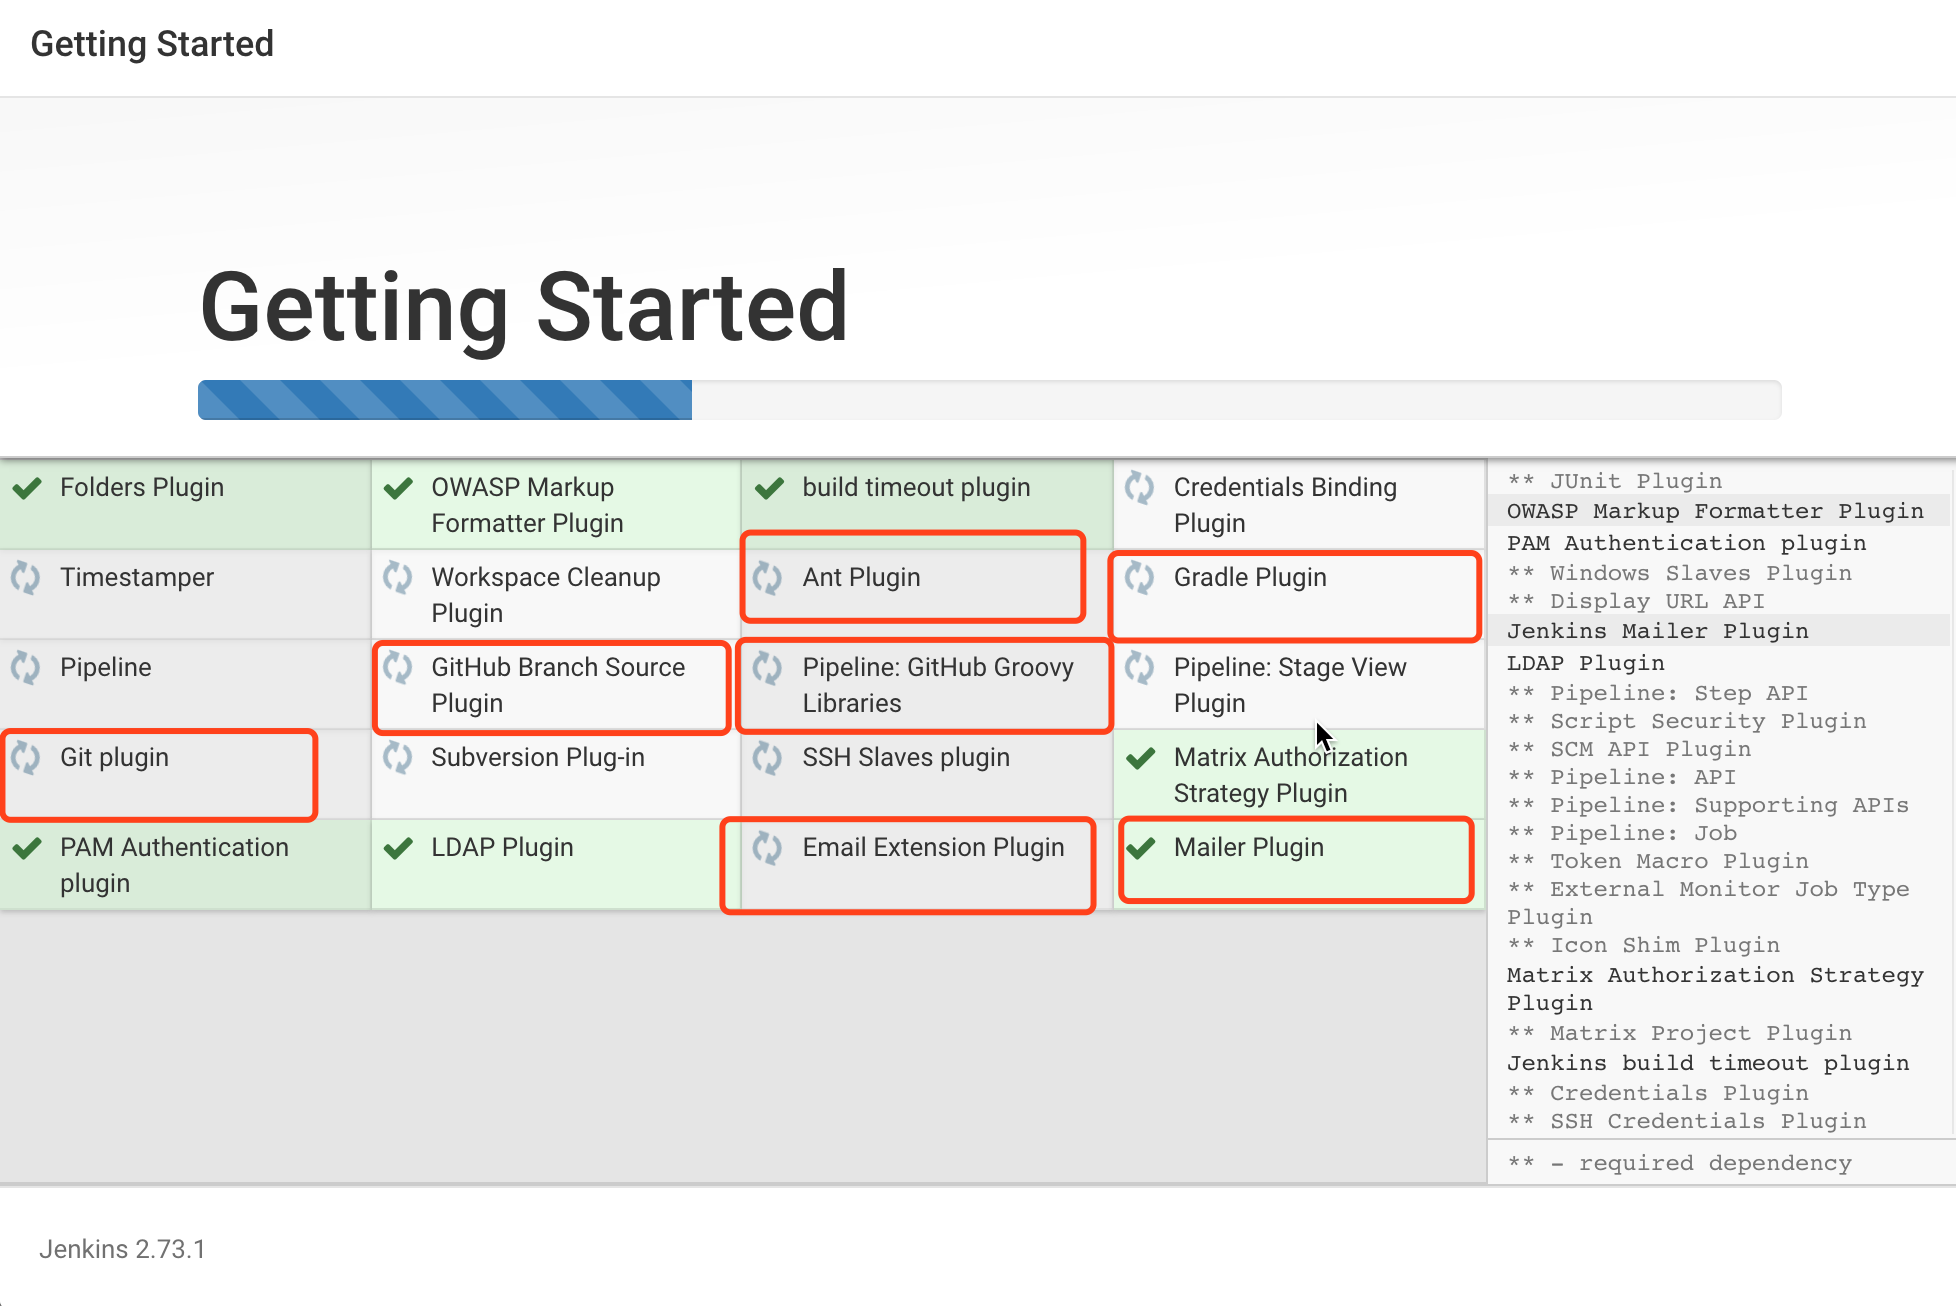 Getting Started
Getting Started
Folders Plugin
OWASP Markup
Formatter Plugin
build timeout plugin
Credentials Binding
Plugin
Timestamper
Workspace Cleanup
Plugin
Ant Plugin
Gradle Plugin
Pipeline
GitHub Branch Source
Plugin
Pipeline: GitHub Groovy
Libraries
Pipeline: Stage View
Plugin
Git plugin
Subversion Plug-in
SSH Slaves plugin
Matrix Authorization
Strategy Plugin
PAM Authentication
plugin
LDAP Plugin
Email Extension Plugin
Mailer Plugin
** JUnit Plugin
OWASP Markup Formatter Plugin
PAM Authentication plugin
** Windows Slaves Plugin
** Display URL API
Jenkins Mailer Plugin
LDAP Plugin
** Pipeline: Step API
** Script Security Plugin
** SCM API Plugin
** Pipeline: API
** Pipeline: Supporting APIs
** Pipeline: Job
** Token Macro Plugin
** External Monitor Job Type
Plugin
** Icon Shim Plugin
Matrix Authorization Strategy
Plugin
** Matrix Project Plugin
Jenkins build timeout plugin
** Credentials Plugin
** SSH Credentials Plugin
** - required dependency
Jenkins 2.73.1